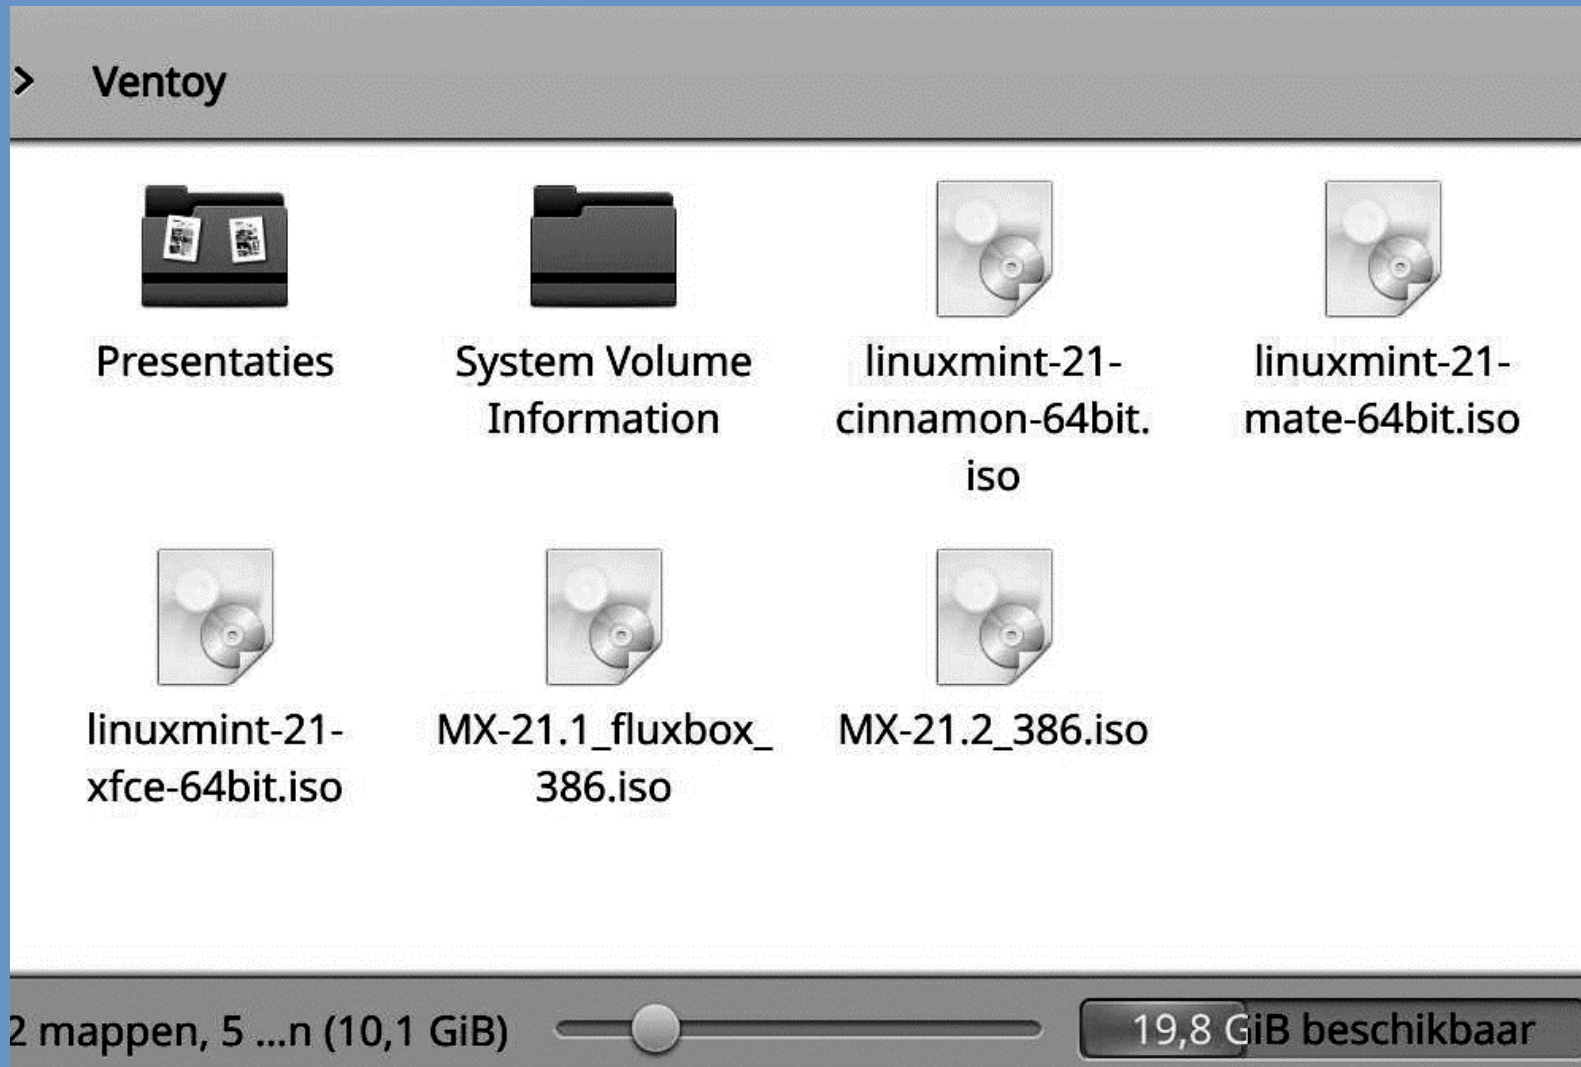 Ventoy
Presentaties
System Volume
Information
linuxmint-21-
cinnamon-64bit.
iso
linuxmint-21-
mate-64bit.iso
linuxmint-21-
xfce-64bit.iso
MX-21.1_fluxbox_
386.iso
MX-21.2_386.iso
2 mappen, 5 ...n (10,1 GiB)
19,8 GiB beschikbaar